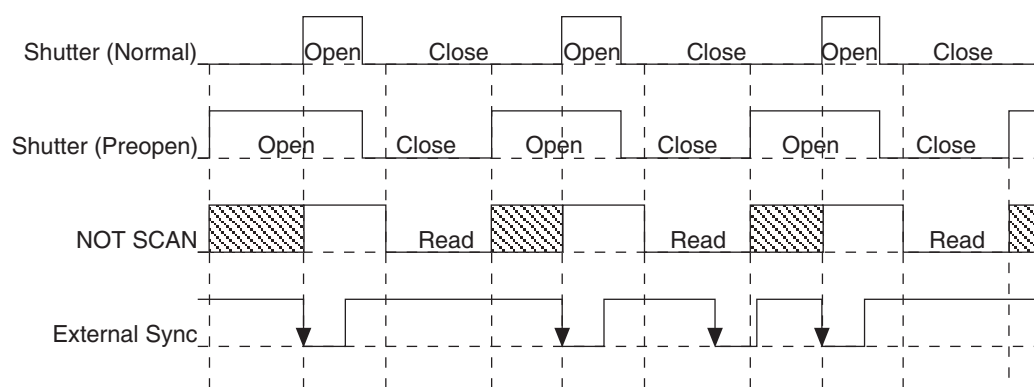 Shutter (Normal) Open Close Open Close Open Close
Shutter (Preopen) Open Close Open Close Open Close
NOT SCAN Read Read Read
External Sync